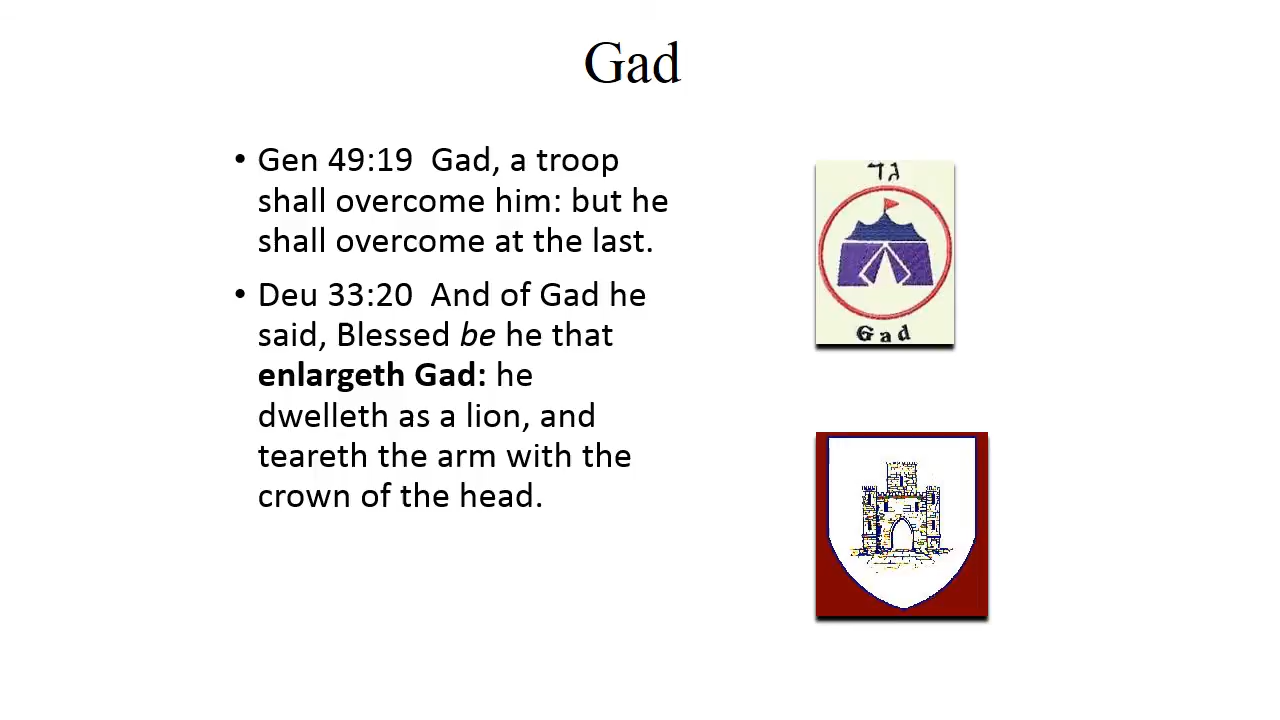 Gad
• Gen 49:19  Gad, a troop
shall overcome him: but he
shall overcome at the last.
• Deu 33:20  And of Gad he
said, Blessed be he that
enlargeth Gad: he
dwelleth as a lion, and
teareth the arm with the
crown of the head.
גד
Gad